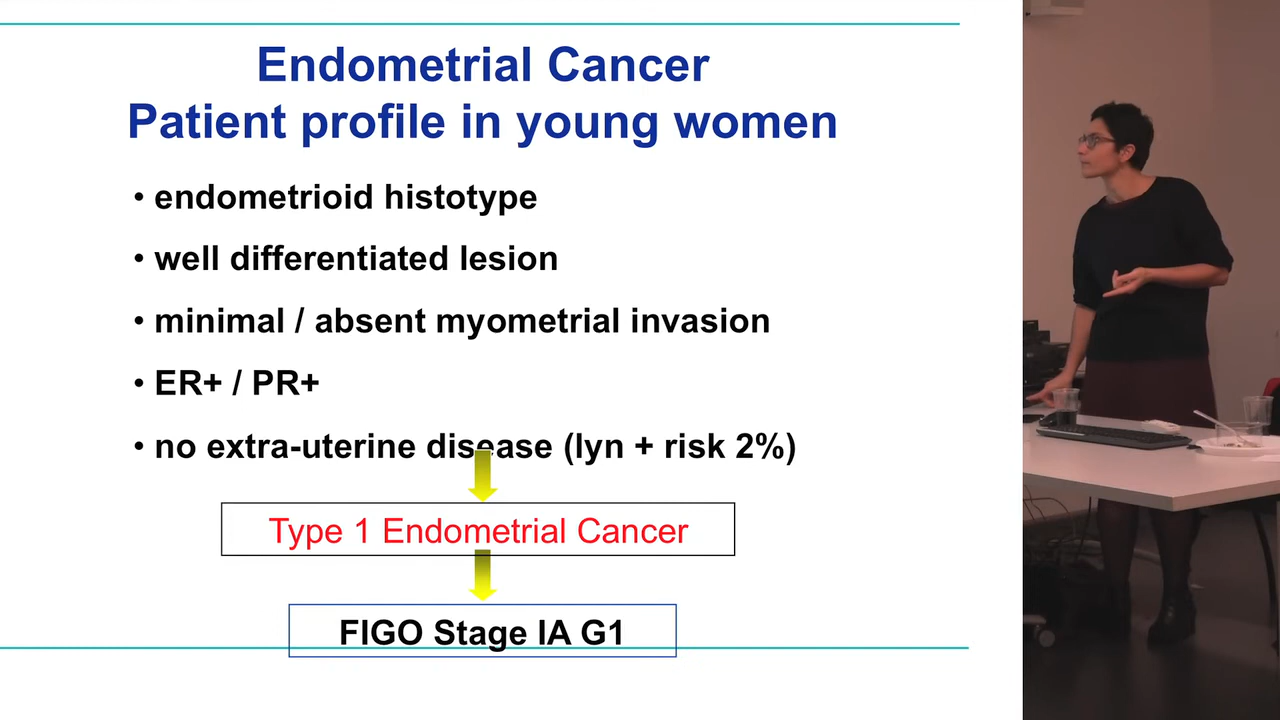 Endometrial Cancer
Patient profile in young women
• endometrioid histotype
• well differentiated lesion
• minimal / absent myometrial invasion
• ER+ / PR+
• no extra-uterine disease (lyn + risk 2%)
Type 1 Endometrial Cancer
FIGO Stage IA G1